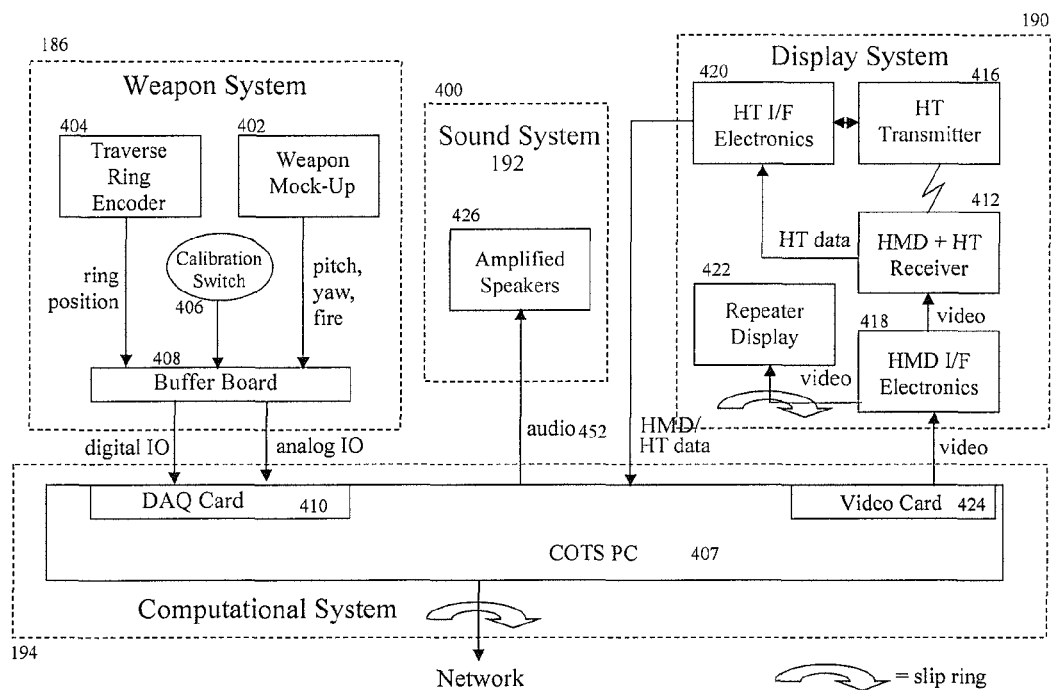 186
Weapon System
404
Traverse
Ring
Encoder
402
Weapon
Mock-Up
Calibration
Switch
406
ring
position
pitch,
yaw,
fire
408
Buffer Board
digital IO
analog IO
400
Sound System
192
426
Amplified
Speakers
audio 452
190
Display System
420
HT I/F
Electronics
416
HT
Transmitter
412
HMD + HT
Receiver
HT data
422
Repeater
Display
video
418
HMD I/F
Electronics
video
HMD/
HT data
video
DAQ Card
410
Video Card 424
COTS PC 407
Computational System
194
Network
= slip ring